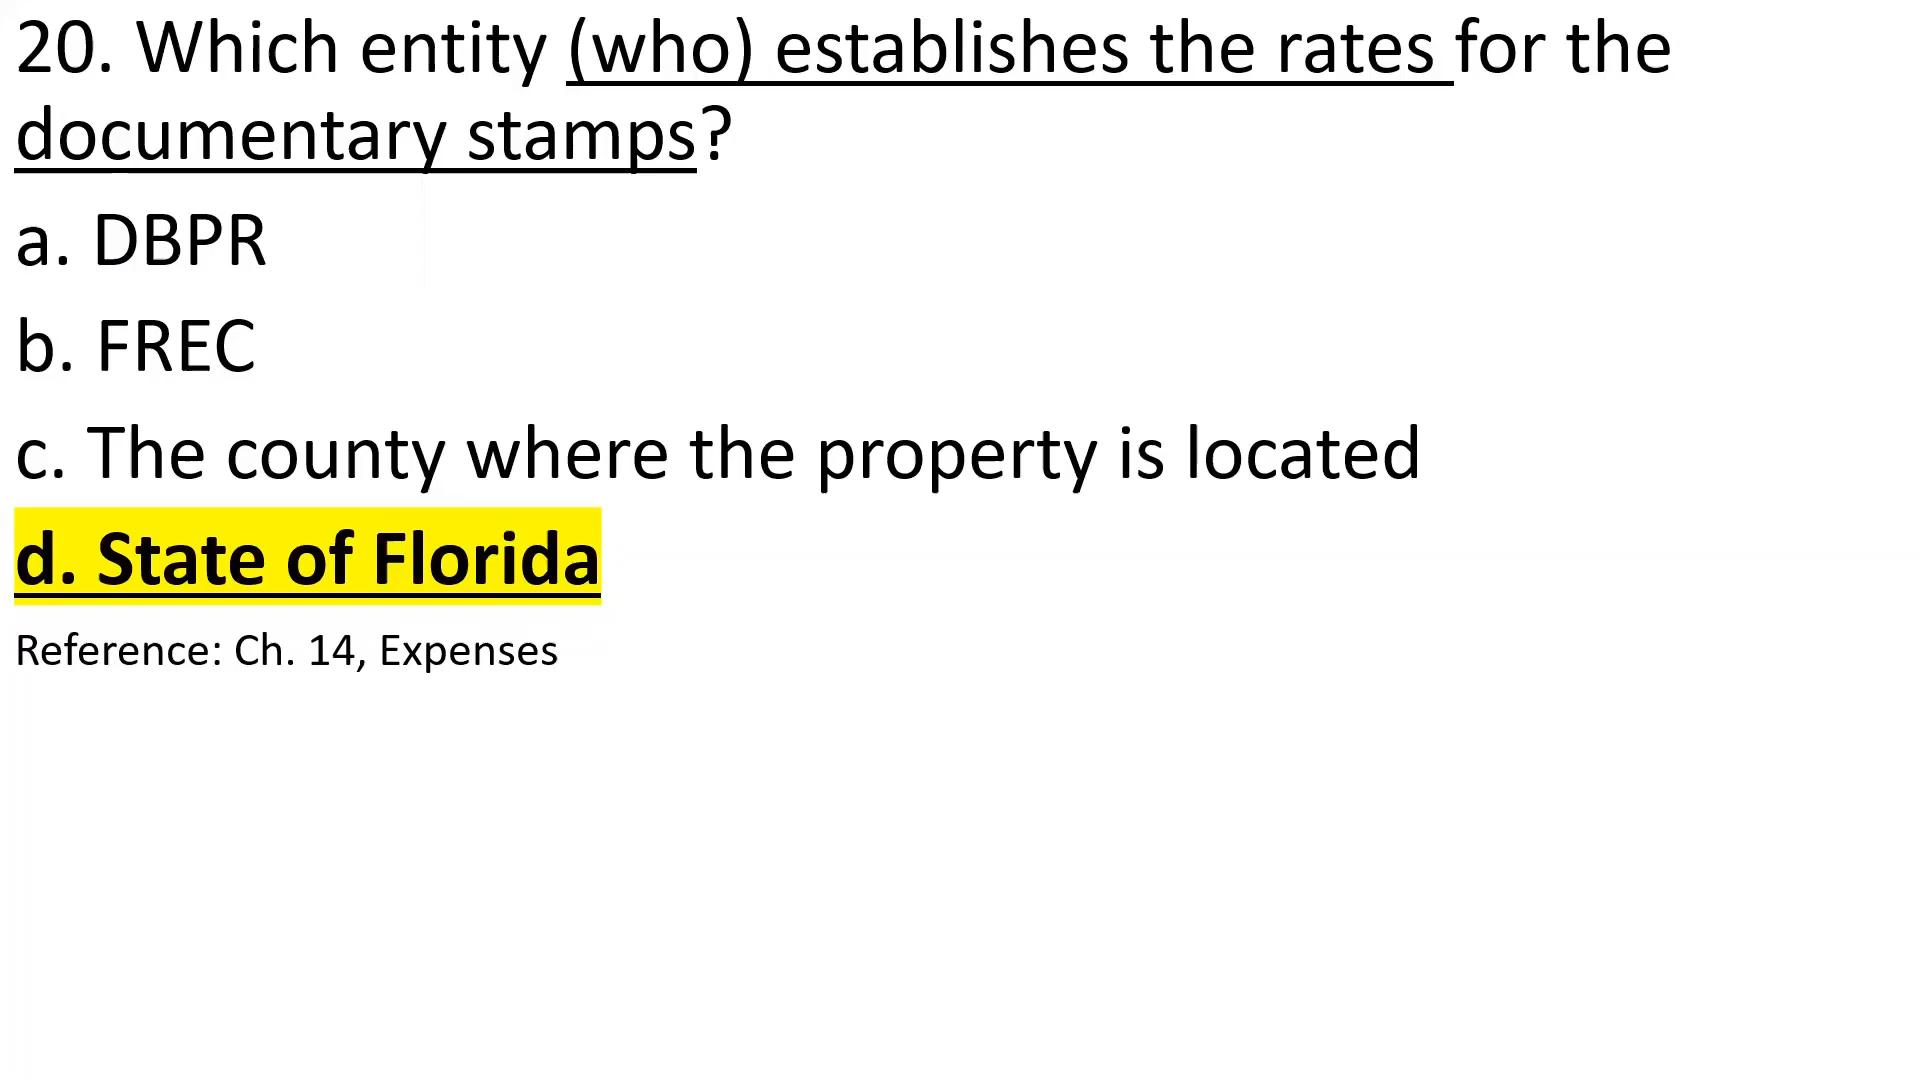 20. Which entity (who) establishes the rates for the
documentary stamps?
a. DBPR
b. FREC
c. The county where the property is located
d. State of Florida
Reference: Ch. 14, Expenses